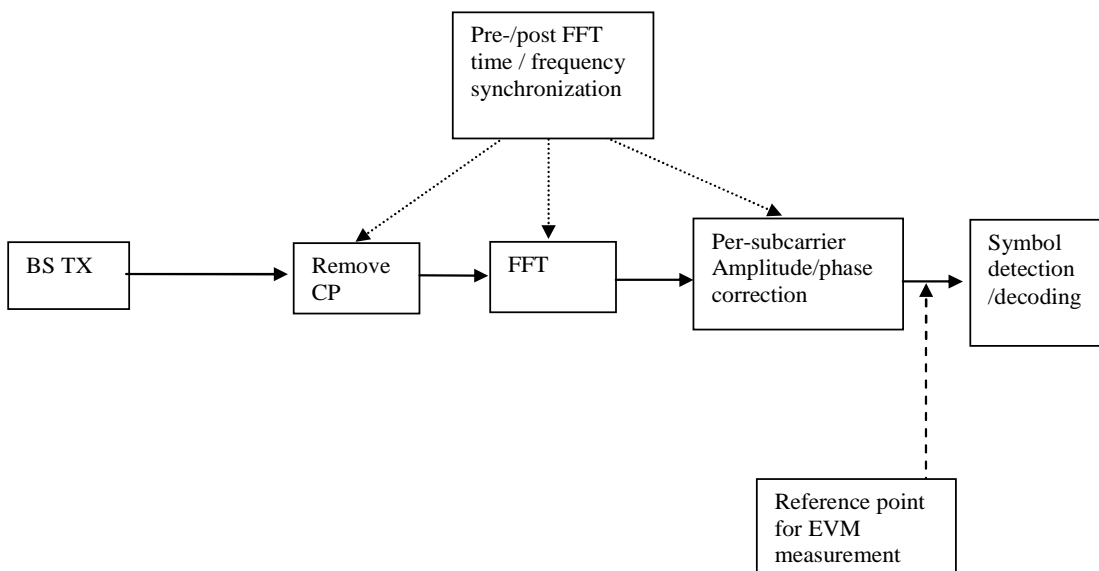 Pre-/post FFT
time / frequency
synchronization
BS TX
Remove
CP
FFT
Per-subcarrier
Amplitude/phase
correction
Symbol
detection
/decoding
Reference point
for EVM
measurement